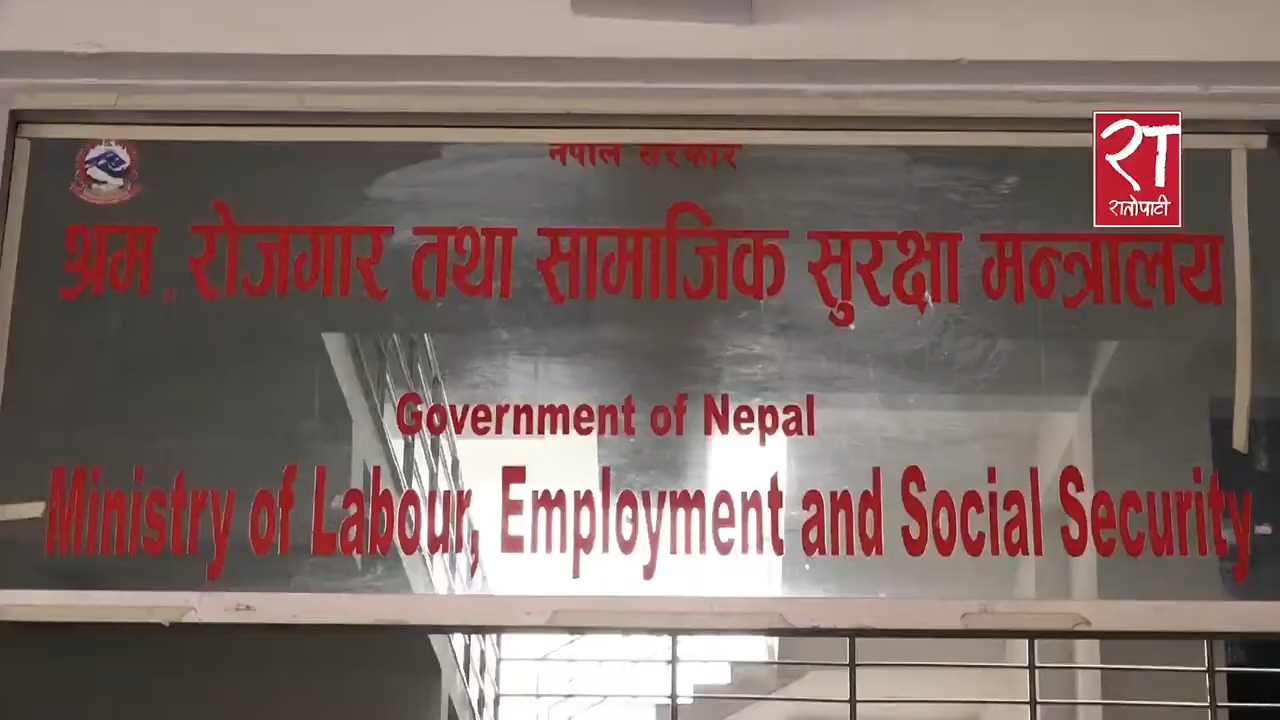 नेपाल सरकार
रा
रातोपाटी
श्रम, रोजगार तथा सामाजिक सुरक्षा मन्त्रालय
Government of Nepal
Ministry of Labour, Employment and Social Security